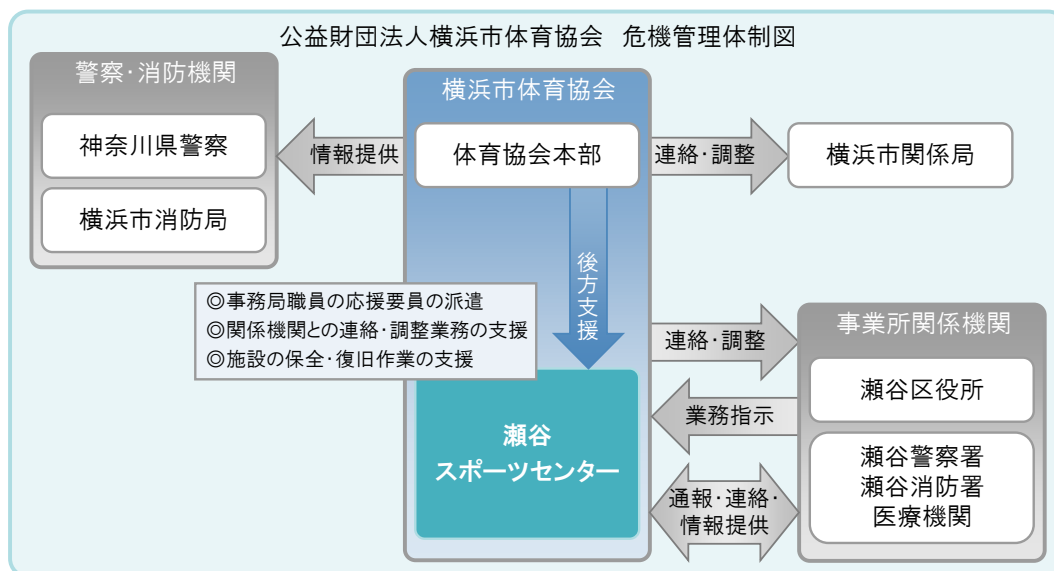 公益財団法人横浜市体育協会 危機管理体制図
警察・消防機関
神奈川県警察
横浜市消防局
情報提供
横浜市体育協会
体育協会本部
連絡・調整
横浜市関係局
後方支援
◎事務局職員の応援要員の派遣
◎関係機関との連絡・調整業務の支援
◎施設の保全・復旧作業の支援
瀬谷
スポーツセンター
連絡・調整
業務指示
通報・連絡・
情報提供
事業所関係機関
瀬谷区役所
瀬谷警察署
瀬谷消防署
医療機関